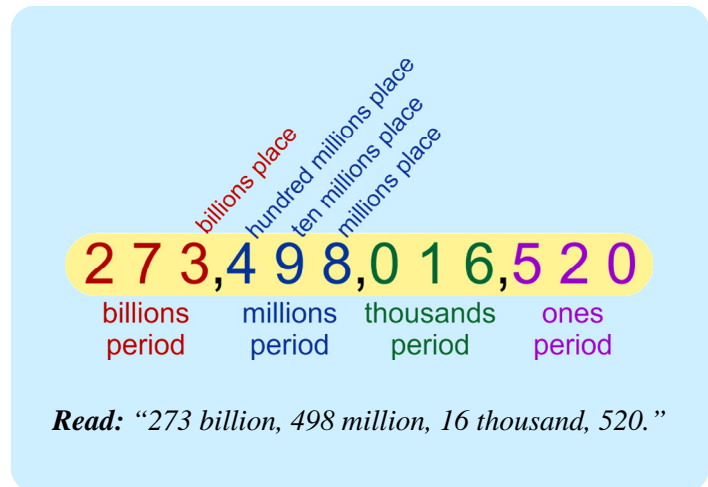 billions place
hundred millions place
ten millions place
millions place
2 7 3,4 9 8,0 1 6,5 2 0
billions period
millions period
thousands period
ones period
Read: “273 billion, 498 million, 16 thousand, 520.”